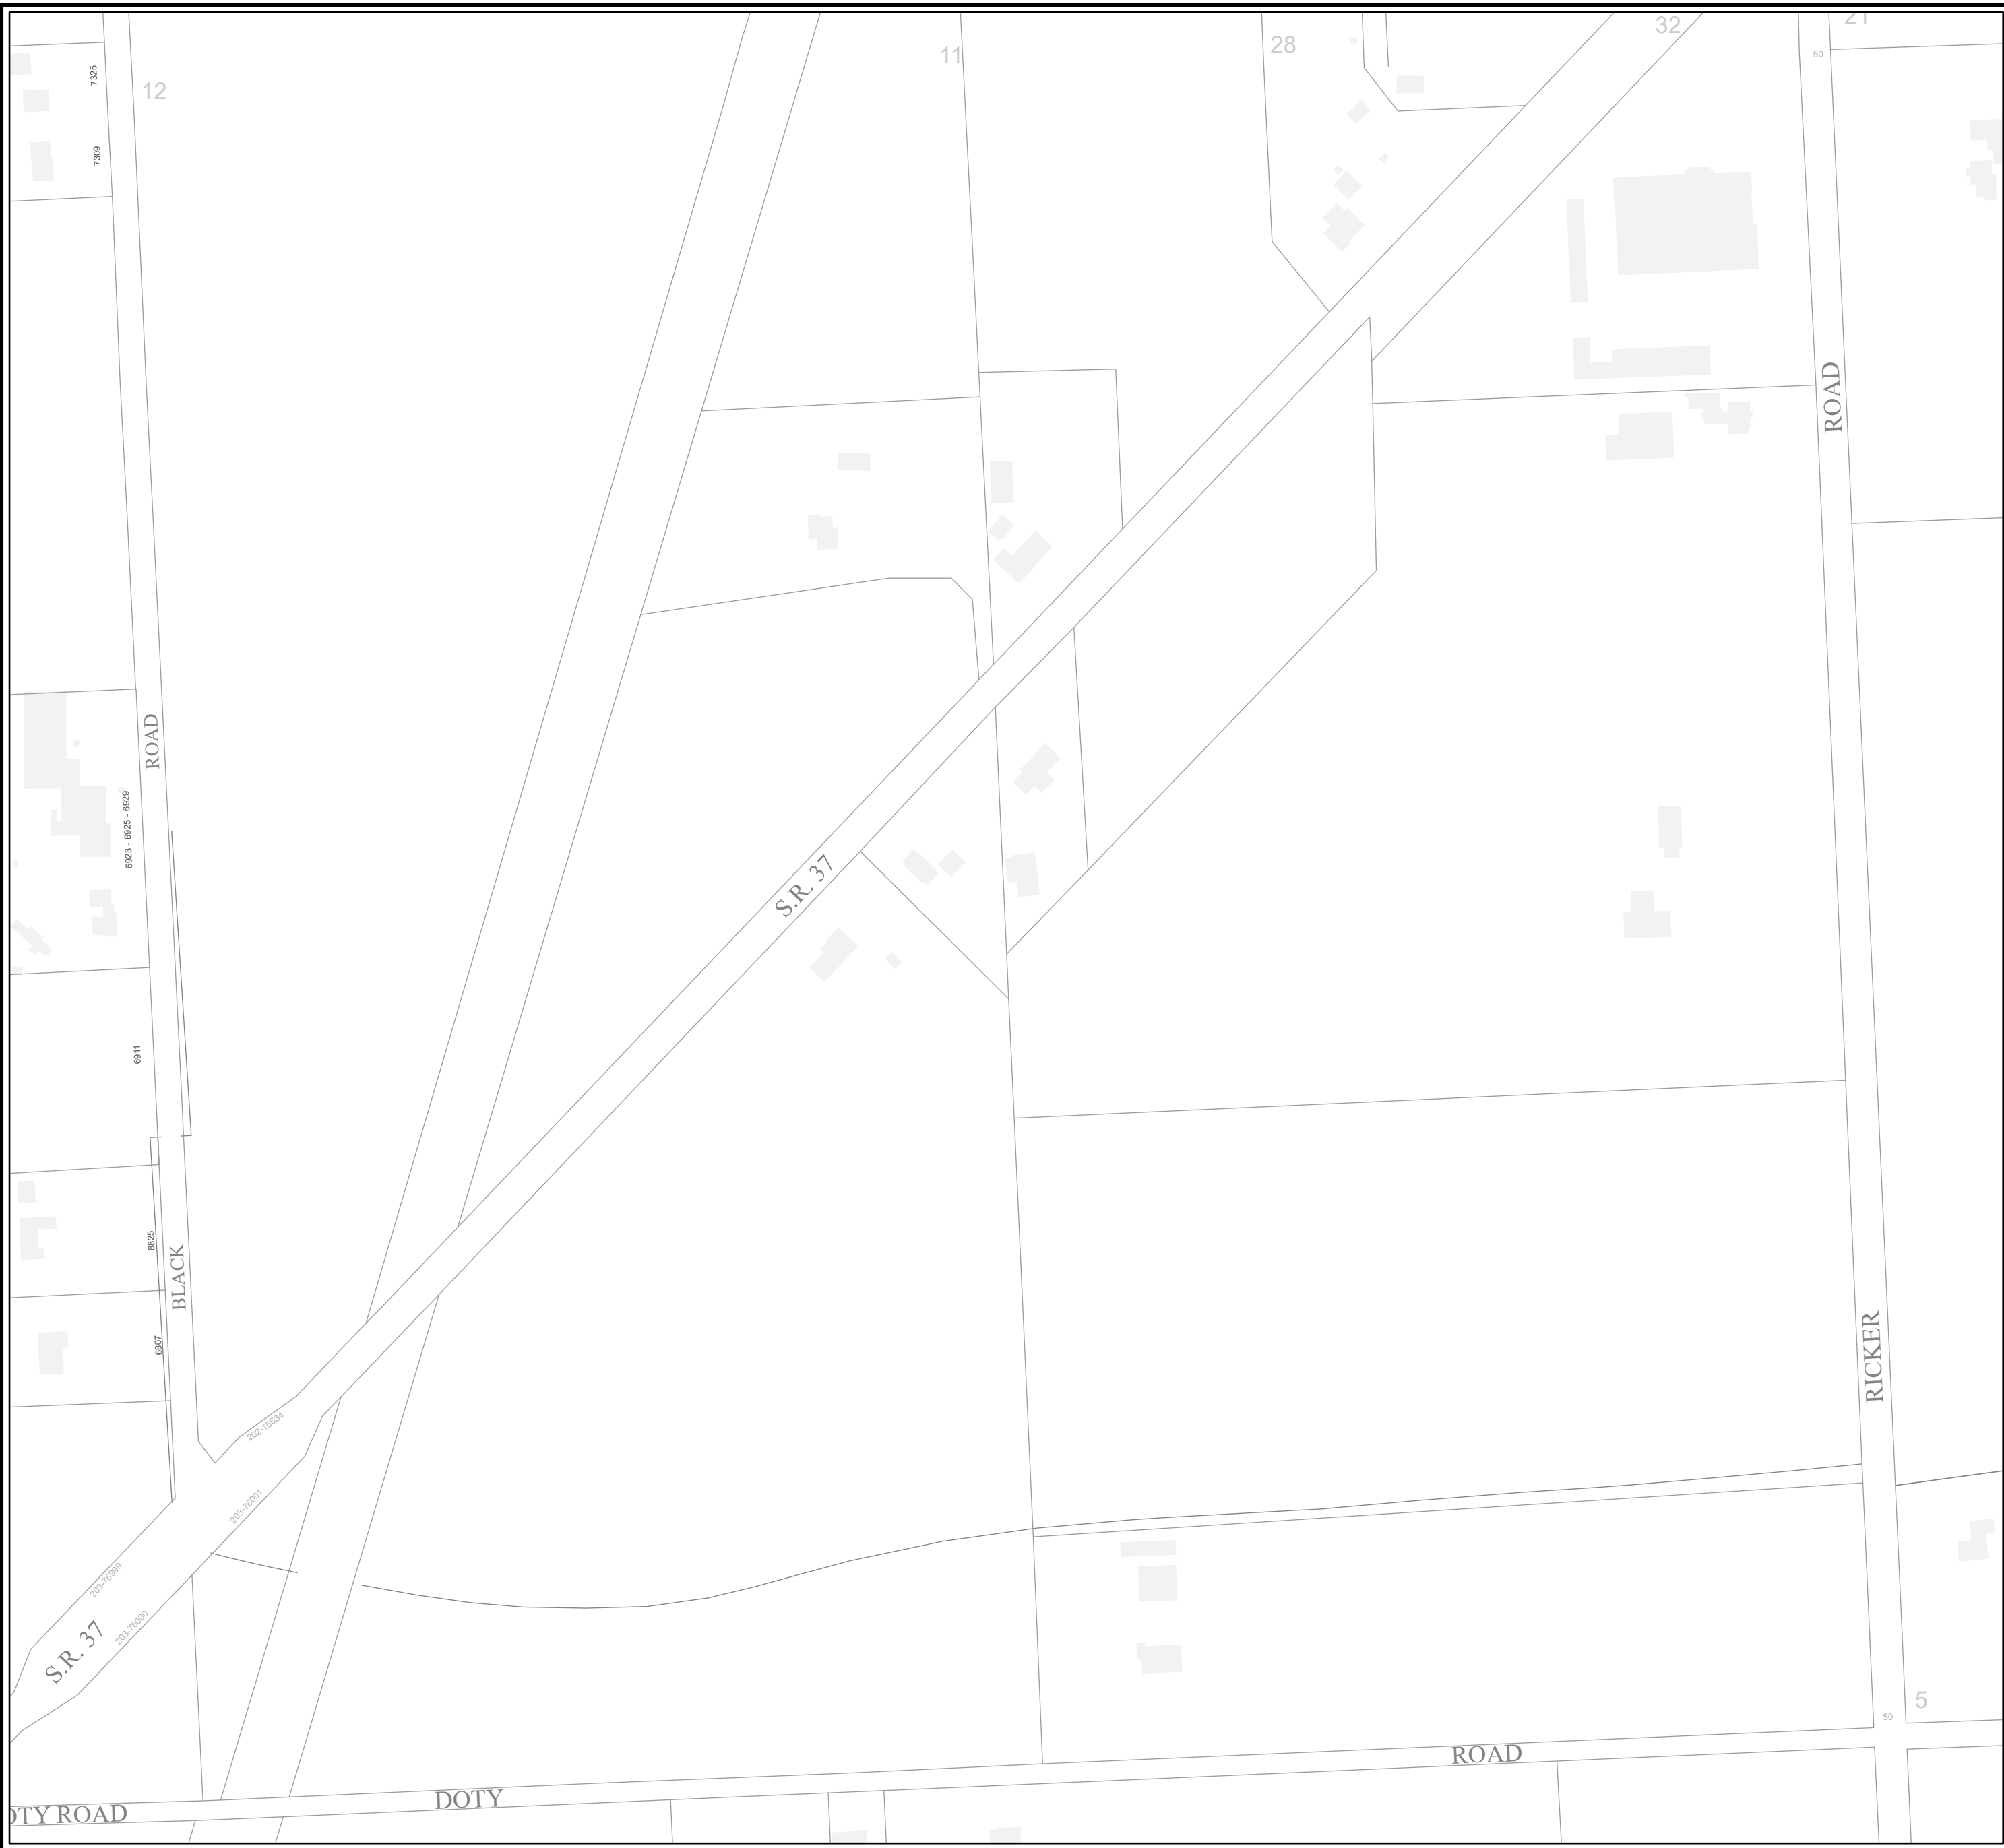 12
11
28
32
21
50
7325
7309
ROAD
ROAD
6923 - 6925 - 6929
S.R. 37
6911
6825
BLACK
6807
RICKER
202-15634
203-76001
203-75999
203-76000
S.R. 37
5
50
ROAD
DOTY
OTY ROAD